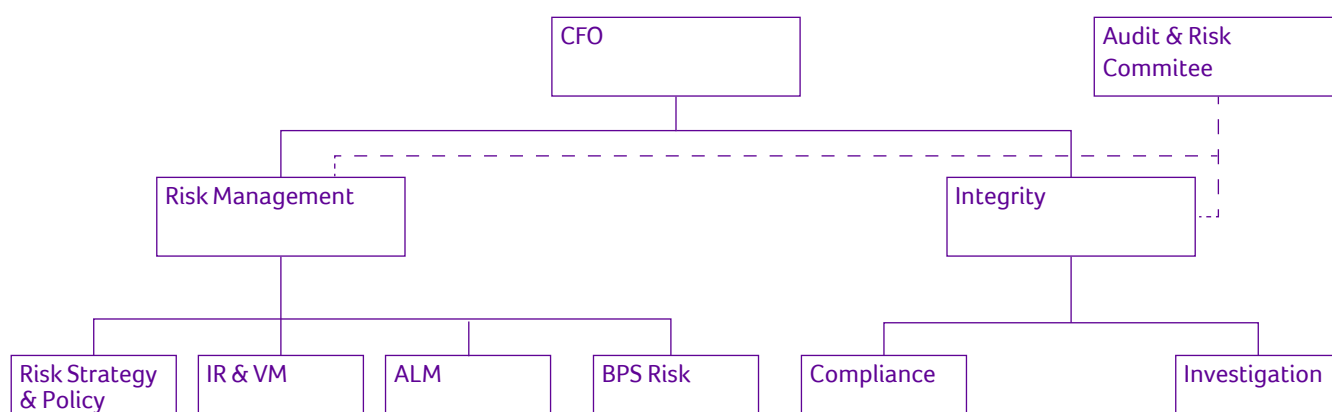 CFO
Audit & Risk
Commitee
Risk Management
Integrity
Risk Strategy
& Policy
IR & VM
ALM
BPS Risk
Compliance
Investigation